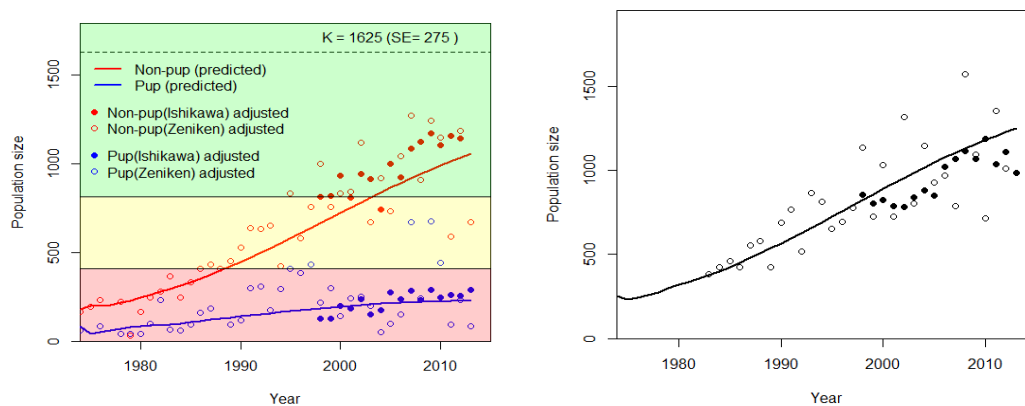 K = 1625 (SE= 275 )
Non-pup (predicted)
Pup (predicted)
Non-pup(Ishikawa) adjusted
Non-pup(Zeniken) adjusted
Pup(Ishikawa) adjusted
Pup(Zeniken) adjusted
Population size
0
500
1000
1500
1980
1990
2000
2010
Year
Population size
0
500
1000
1500
1980
1990
2000
2010
Year